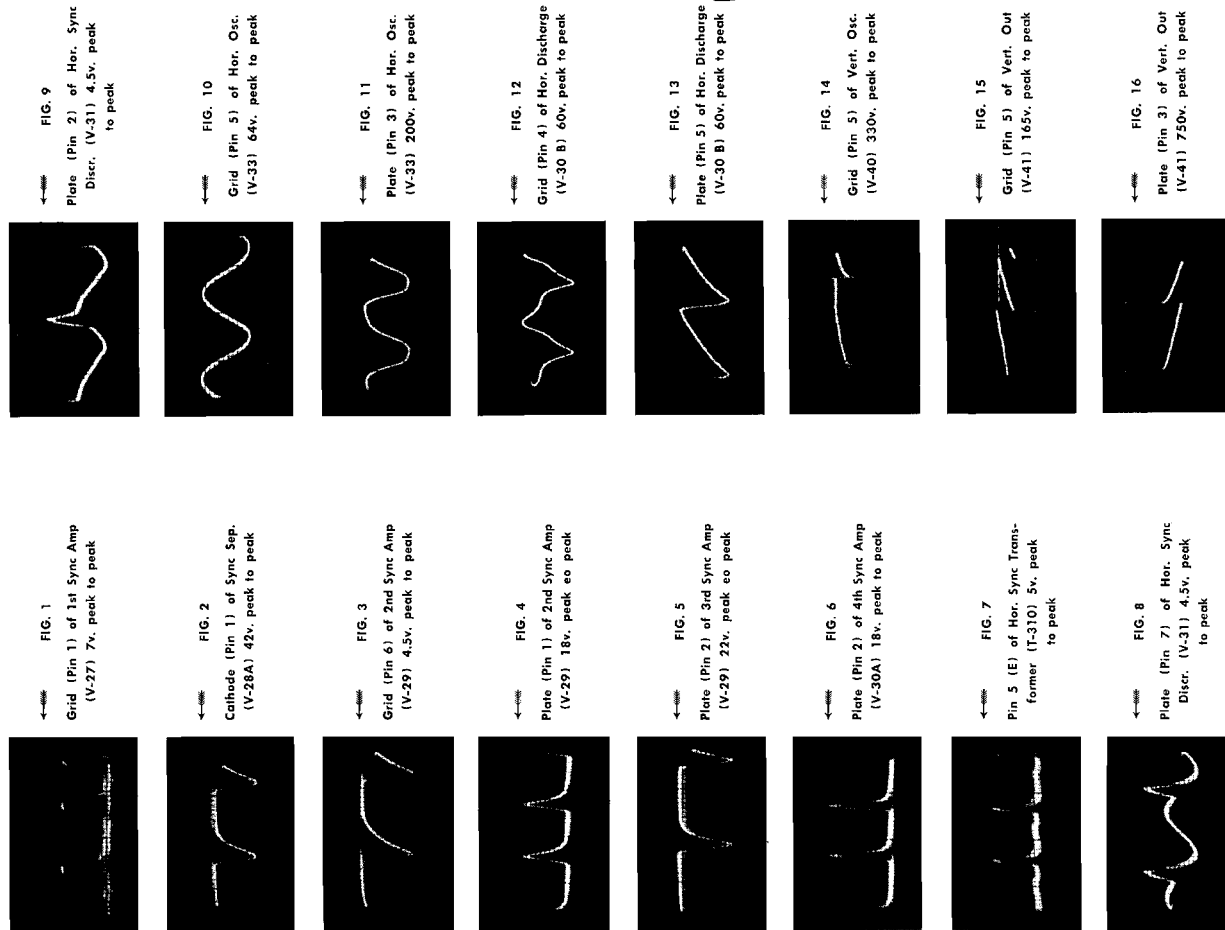 FIG. 1
Grid (Pin 1) of 1st Sync Amp
(V-27) 7v. peak to peak
FIG. 2
Cathode (Pin 1) of Sync Sep.
(V-28A) 42v. peak to peak
FIG. 3
Grid (Pin 6) of 2nd Sync Amp
(V-29) 4.5v. peak to peak
FIG. 4
Plate (Pin 1) of 2nd Sync Amp
(V-29) 18v. peak eo peak
FIG. 5
Plate (Pin 2) of 3rd Sync Amp
(V-29) 22v. peak eo peak
FIG. 6
Plate (Pin 2) of 4th Sync Amp
(V-30A) 18v. peak to peak
FIG. 7
Pin 5 (E) of Hor. Sync Trans-
former (T-310) 5v. peak
to peak
FIG. 8
Plate (Pin 7) of Hor. Sync
Discr. (V-31) 4.5v. peak
to peak
FIG. 9
Plate (Pin 2) of Hor. Sync
Discr. (V-31) 4.5v. peak
to peak
FIG. 10
Grid (Pin 5) of Hor. Osc.
(V-33) 64v. peak to peak
FIG. 11
Plate (Pin 3) of Hor. Osc.
(V-33) 200v. peak to peak
FIG. 12
Grid (Pin 4) of Hor. Discharge
(V-30 B) 60v. peak to peak
FIG. 13
Plate (Pin 5) of Hor. Discharge
(V-30 B) 60v. peak to peak
FIG. 14
Grid (Pin 5) of Vert. Osc.
(V-40) 330v. peak to peak
FIG. 15
Grid (Pin 5) of Vert. Out
(V-41) 165v. peak to peak
FIG. 16
Plate (Pin 3) of Vert. Out
(V-41) 750v. peak to peak